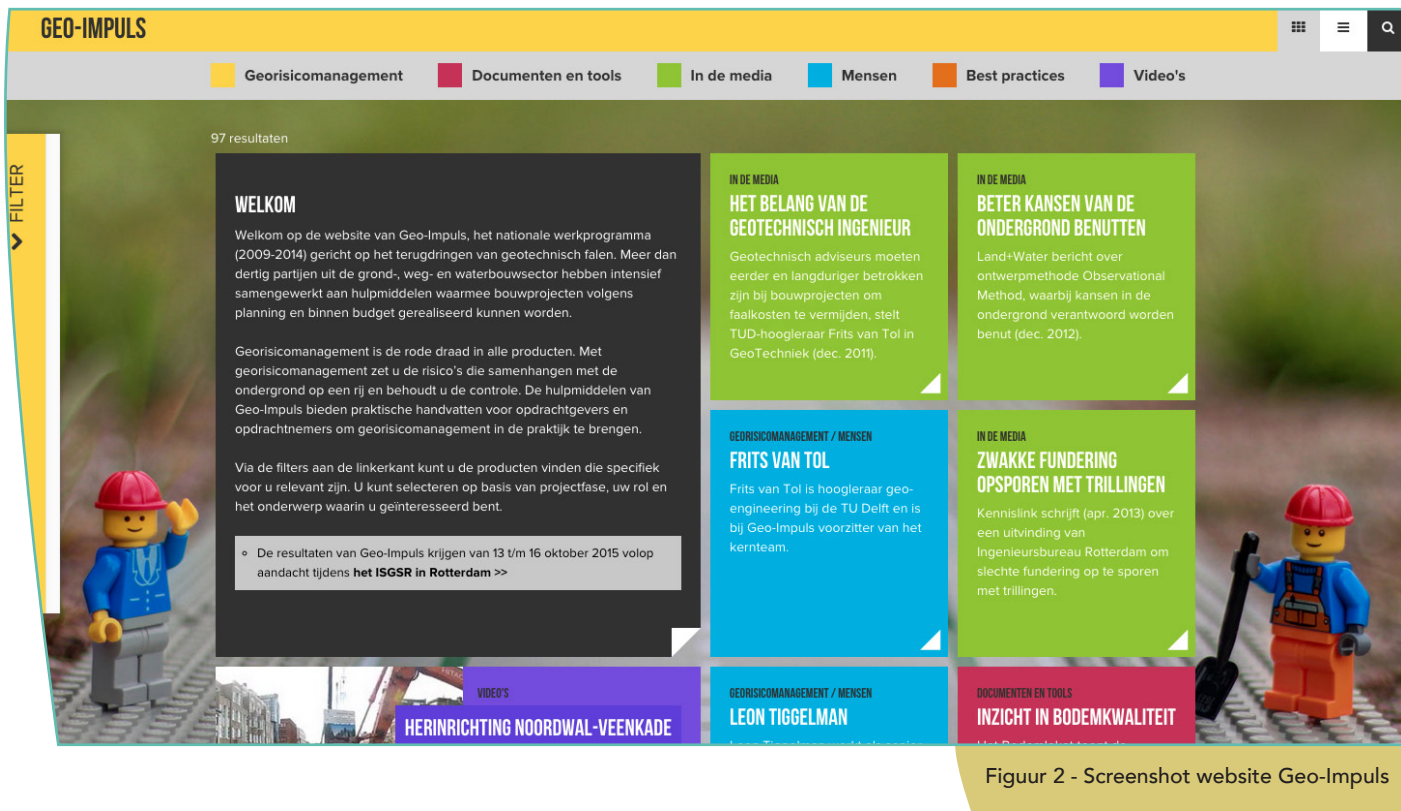 GEO-IMPULS
Georisicomanagement
Documenten en tools
In de media
Mensen
Best practices
Video's
FILTER
97 resultaten
WELKOM
Welkom op de website van Geo-Impuls, het nationale werkprogramma
(2009-2014) gericht op het terugdringen van geotechnisch falen. Meer dan
dertig partijen uit de grond-, weg- en waterbouwsector hebben intensief
samengewerkt aan hulpmiddelen waarmee bouwprojecten volgens
planning en binnen budget gerealiseerd kunnen worden.
Georisicomanagement is de rode draad in alle producten. Met
georisicomanagement zet u de risico's die samenhangen met de
ondergrond op een rij en behoudt u de controle. De hulpmiddelen van
Geo-Impuls bieden praktische handvatten voor opdrachtgevers en
opdrachtnemers om georisicomanagement in de praktijk te brengen.
Via de filters aan de linkerkant kunt u de producten vinden die specifiek
voor u relevant zijn. U kunt selecteren op basis van projectfase, uw rol en
het onderwerp waarin u geïnteresseerd bent.
De resultaten van Geo-Impuls krijgen van 13 t/m 16 oktober 2015 volop
aandacht tijdens het ISGSR in Rotterdam >>
IN DE MEDIA
HET BELANG VAN DE
GEOTECHNISCH INGENIEUR
Geotechnisch adviseurs moeten
eerder en langduriger betrokken
zijn bij bouwprojecten om
faalkosten te vermijden, stelt
TUD-hoogleraar Frits van Tol in
GeoTechniek (dec. 2011).
IN DE MEDIA
BETER KANSEN VAN DE
ONDERGROND BENUTTEN
Land+Water bericht over
ontwerpmethode Observational
Method, waarbij kansen in de
ondergrond verantwoord worden
benut (dec. 2012).
GEORISICOMANAGEMENT / MENSEN
FRITS VAN TOL
Frits van Tol is hoogleraar geo-
engineering bij de TU Delft en is
bij Geo-Impuls voorzitter van het
kernteam.
IN DE MEDIA
ZWAKKE FUNDERING
OPSPOREN MET TRILLINGEN
Kennislink schrijft (apr. 2013) over
een uitvinding van
Ingenieursbureau Rotterdam om
slechte fundering op te sporen
met trillingen.
VIDEO'S
HERINRICHTING NOORDWAL-VEENKADE
GEORISICOMANAGEMENT / MENSEN
LEON TIGGELMAN
DOCUMENTEN EN TOOLS
INZICHT IN BODEMKWALITEIT
Figuur 2 - Screenshot website Geo-Impuls